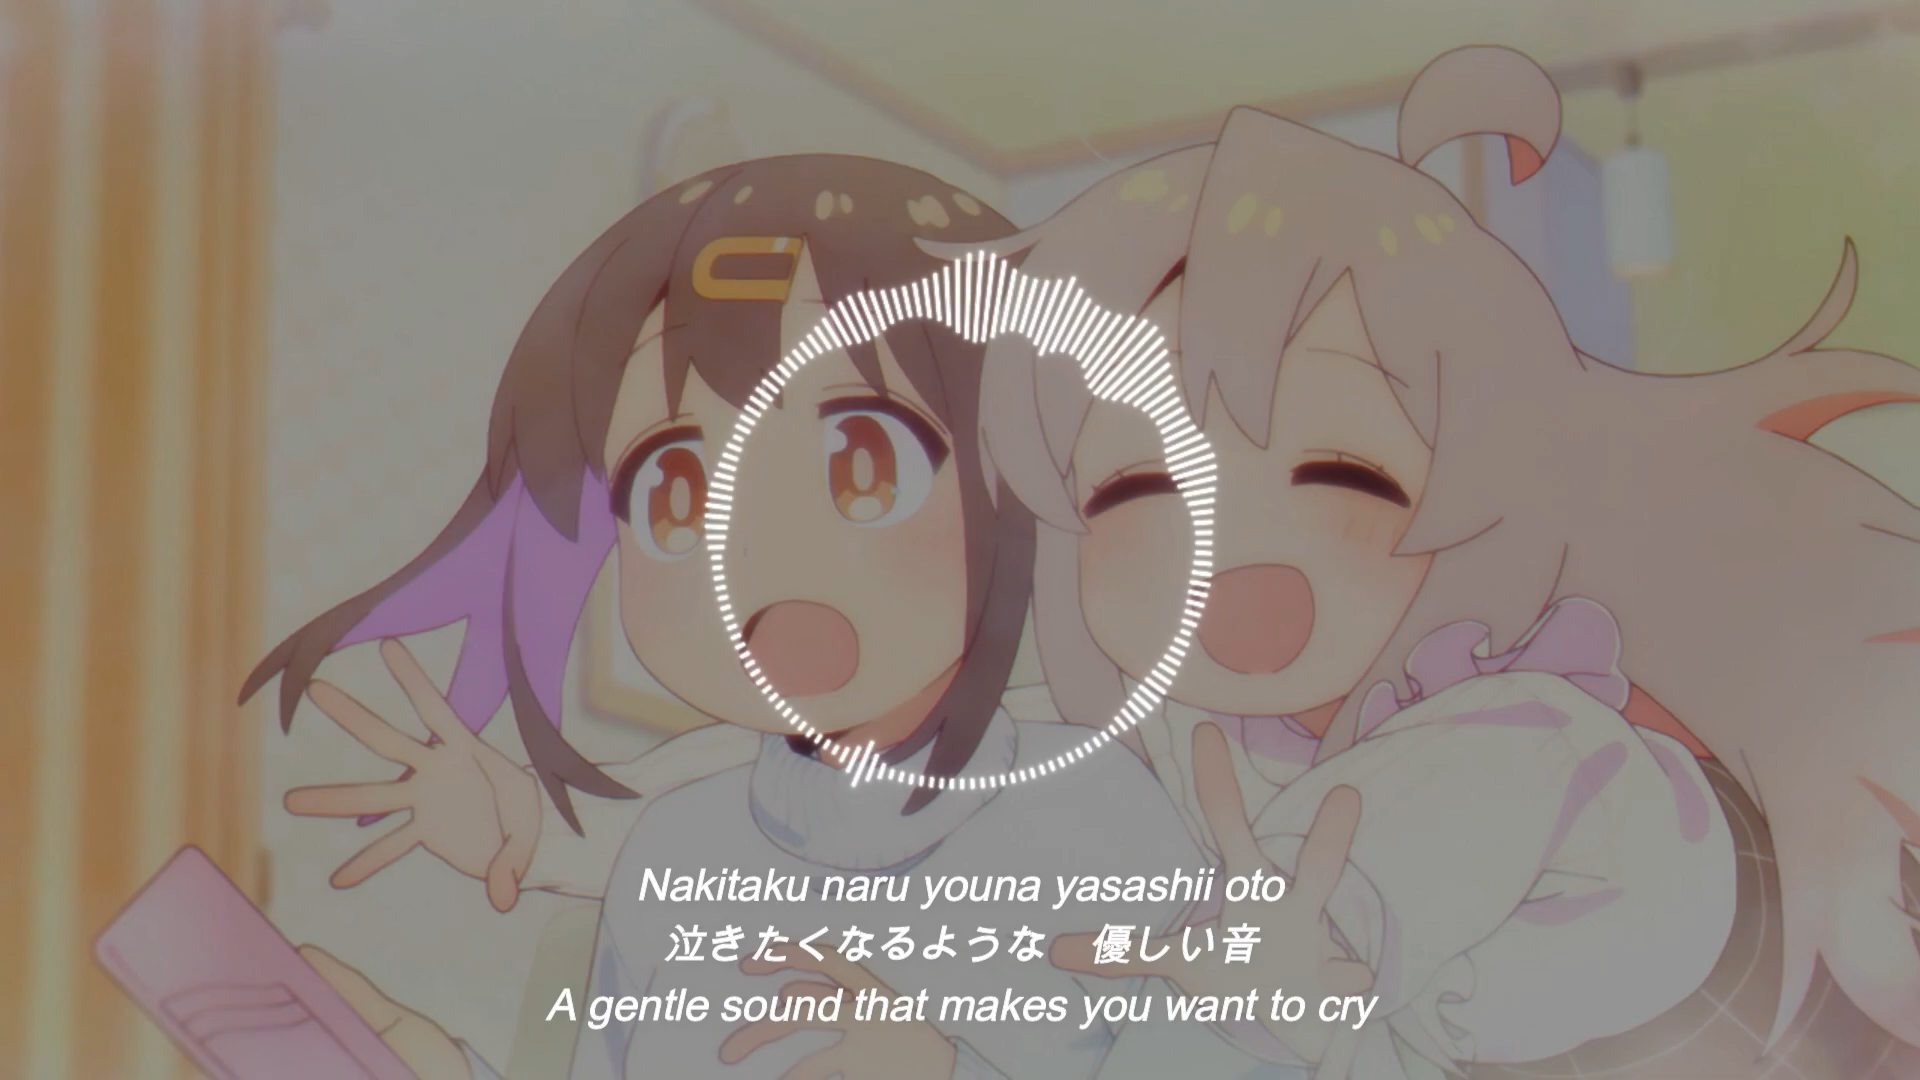 Nakitaku naru youna yasashii oto
泣きたくなるような　優しい音
A gentle sound that makes you want to cry